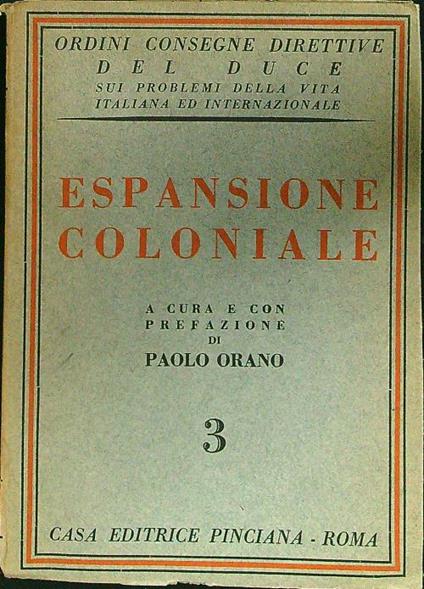 ORDINI CONSEGNE DIRETTIVE
DEL DUCE
SUI PROBLEMI DELLA VITA
ITALIANA ED INTERNAZIONALE
ESPANSIONE
COLONIALE
A CURA E CON
PREFAZIONE
DI
PAOLO ORANO
3
CASA EDITRICE PINCIANA - ROMA